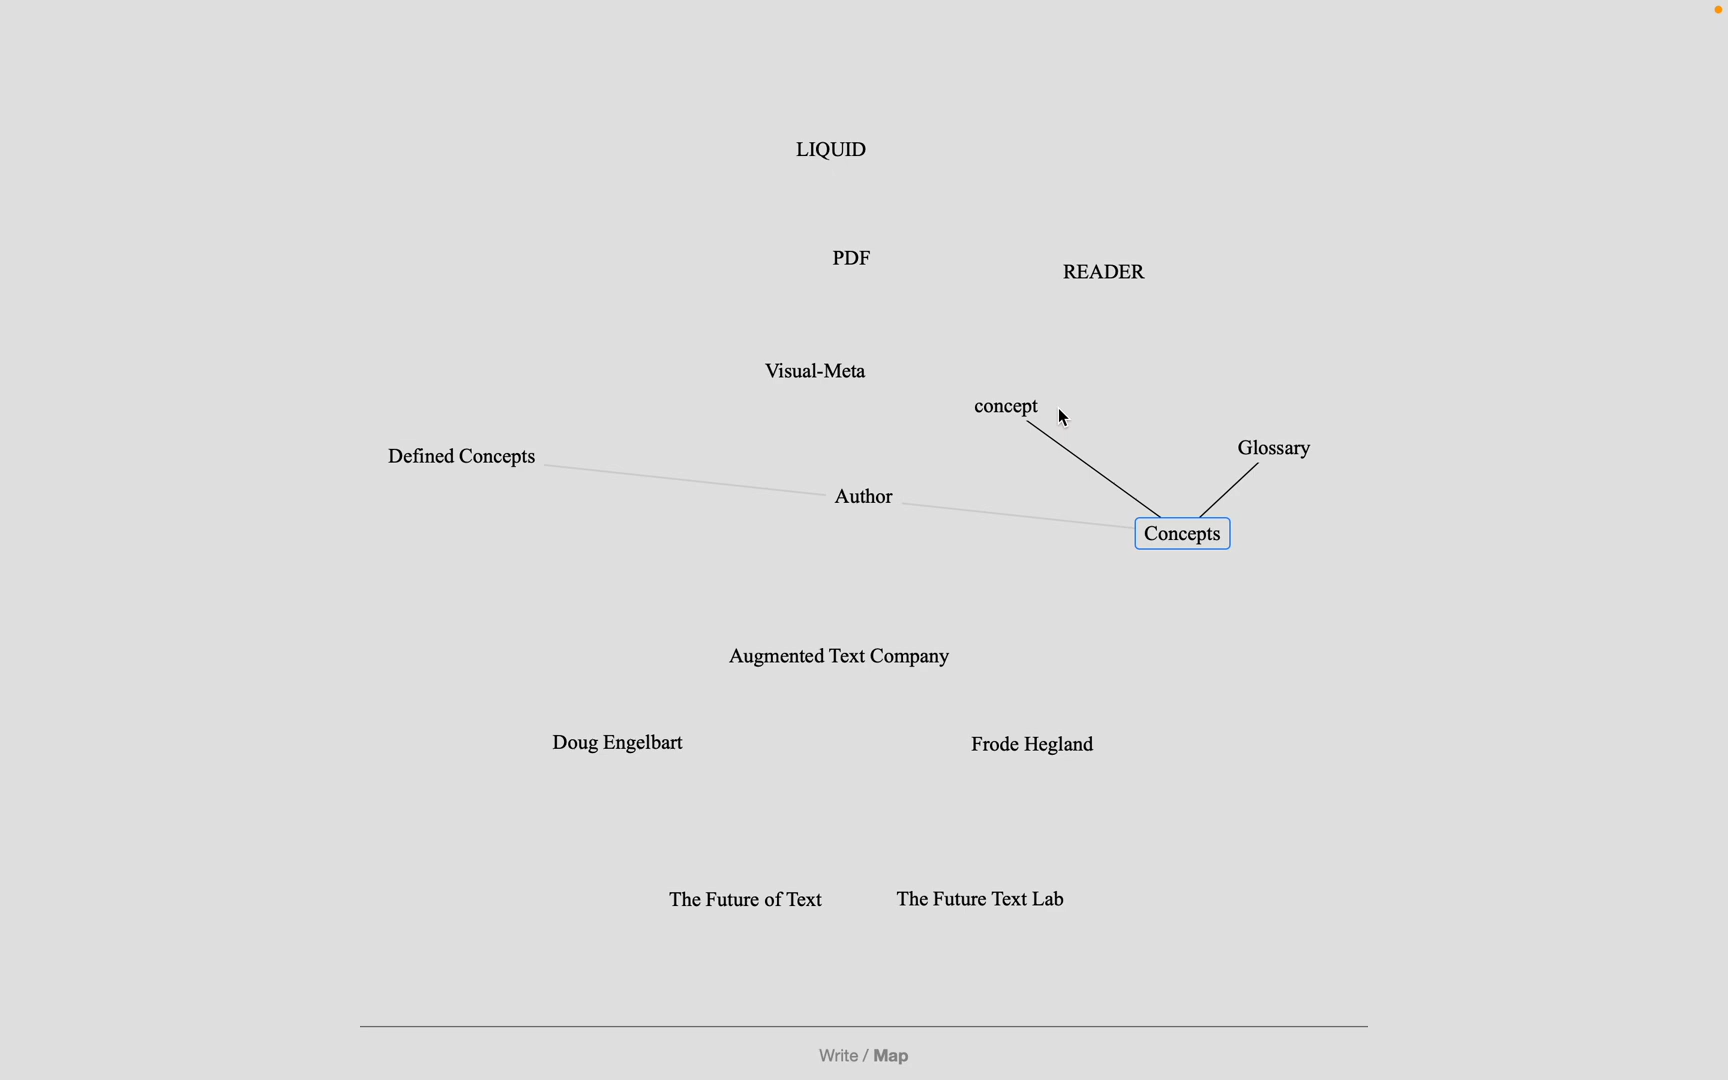 LIQUID
PDF
READER
Visual-Meta
concept
Glossary
Defined Concepts
Author
Concepts
Augmented Text Company
Doug Engelbart
Frode Hegland
The Future of Text
The Future Text Lab
Write / Map